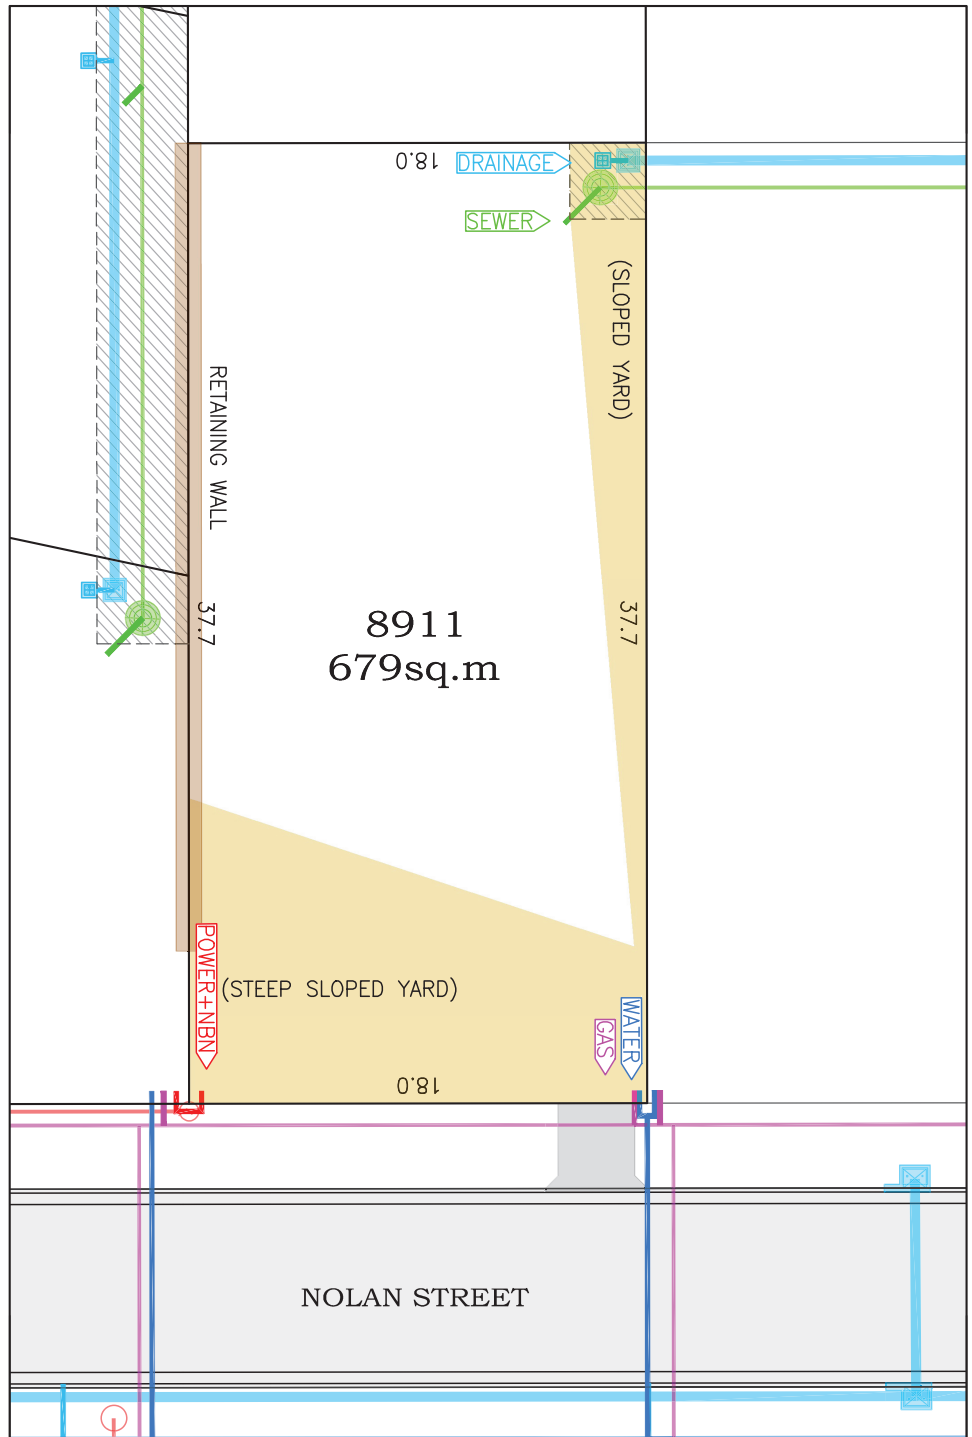 18.0
DRAINAGE
SEWER
(SLOPED YARD)
RETAINING WALL
37.7
37.7
8911
679sq.m
POWER+NBN
(STEEP SLOPED YARD)
WATER
GAS
18.0
NOLAN STREET